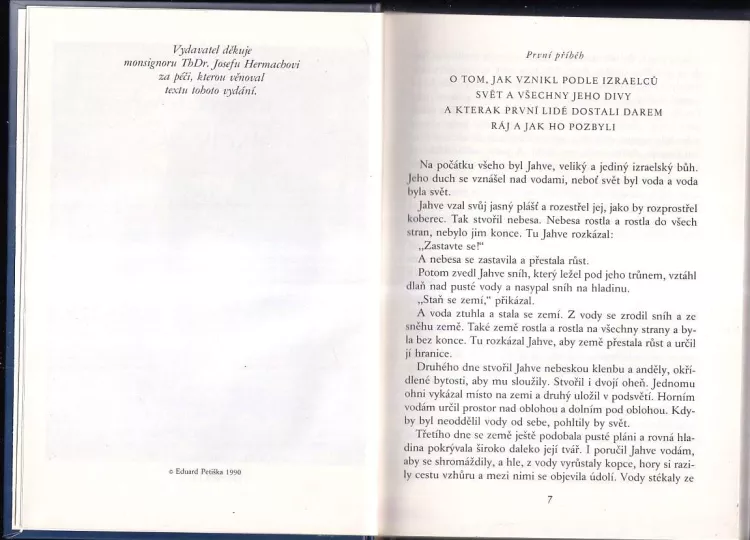 Vydavatel děkuje
monsignoru ThDr. Josefu Hermachovi
za péči, kterou věnoval
textu tohoto vydání.
© Eduard Petiška 1990
První příběh
O TOM, JAK VZNIKL PODLE IZRAELCŮ
SVĚT A VŠECHNY JEHO DIVY
A KTERAK PRVNÍ LIDÉ DOSTALI DAREM
RÁJ A JAK HO POZBYLI
Na počátku všeho byl Jahve, veliký a jediný izraelský bůh.
Jeho duch se vznášel nad vodami, neboť svět byl voda a voda
byla svět.
Jahve vzal svůj jasný plášť a rozestřel jej, jako by rozprostřel
koberec. Tak stvořil nebesa. Nebesa rostla a rostla do všech
stran, nebylo jim konce. Tu Jahve rozkázal:
„Zastavte se!“
A nebesa se zastavila a přestala růst.
Potom zvedl Jahve sníh, který ležel pod jeho trůnem, vztáhl
dlaň nad pusté vody a nasypal sníh na hladinu.
„Staň se zemí,“ přikázal.
A voda ztuhla a stala se zemí. Z vody se zrodil sníh a ze
sněhu země. Také země rostla a rostla na všechny strany a by-
la bez konce. Tu rozkázal Jahve, aby země přestala růst a určil
jí hranice.
Druhého dne stvořil Jahve nebeskou klenbu a anděly, okří-
dlené bytosti, aby mu sloužily. Stvořil i dvojí oheň. Jednomu
ohni vykázal místo na zemi a druhý uložil v podsvětí. Horním
vodám určil prostor nad oblohou a dolním pod oblohou. Kdy-
by byl neoddělil vody od sebe, pohltily by svět.
Třetího dne se země ještě podobala pusté pláni a rovná hla-
dina pokrývala široko daleko její tvář. I poručil Jahve vodám,
aby se shromáždily, a hle, z vody vyrůstaly kopce, hory si razi-
ly cestu vzhůru a mezi nimi se objevila údolí. Vody stékaly ze
7